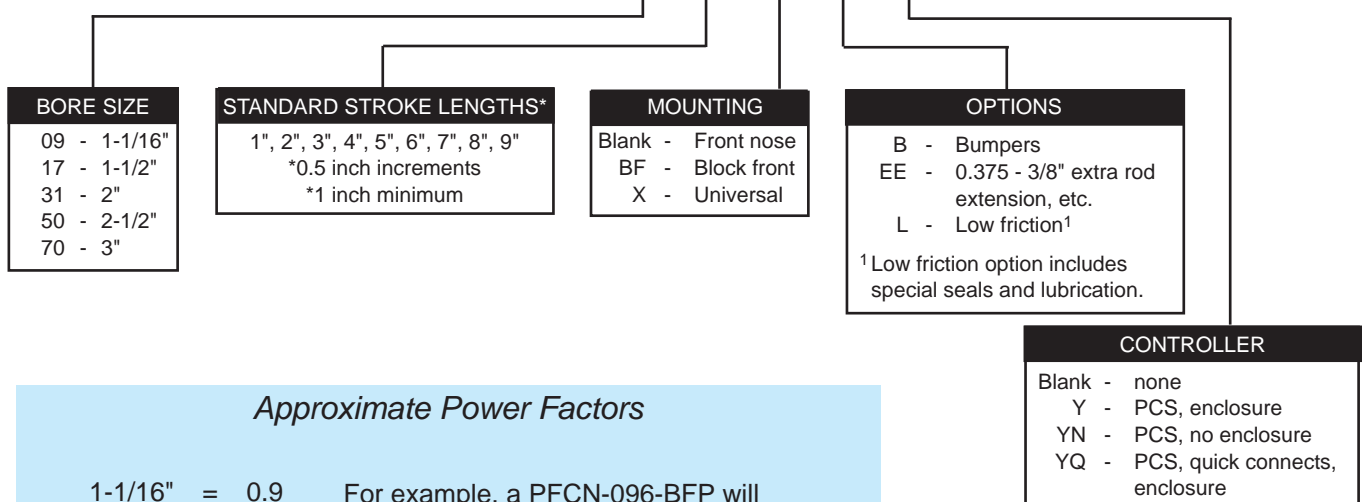 BORE SIZE
09 - 1-1/16"
17 - 1-1/2"
31 - 2"
50 - 2-1/2"
70 - 3"
STANDARD STROKE LENGTHS*
1", 2", 3", 4", 5", 6", 7", 8", 9"
*0.5 inch increments
*1 inch minimum
MOUNTING
Blank - Front nose
BF - Block front
X - Universal
OPTIONS
B - Bumpers
EE - 0.375 - 3/8" extra rod
extension, etc.
L - Low friction¹
¹ Low friction option includes
special seals and lubrication.
CONTROLLER
Blank - none
Y - PCS, enclosure
YN - PCS, no enclosure
YQ - PCS, quick connects,
enclosure
Approximate Power Factors
1-1/16" = 0.9
For example, a PFCN-096-BFP will